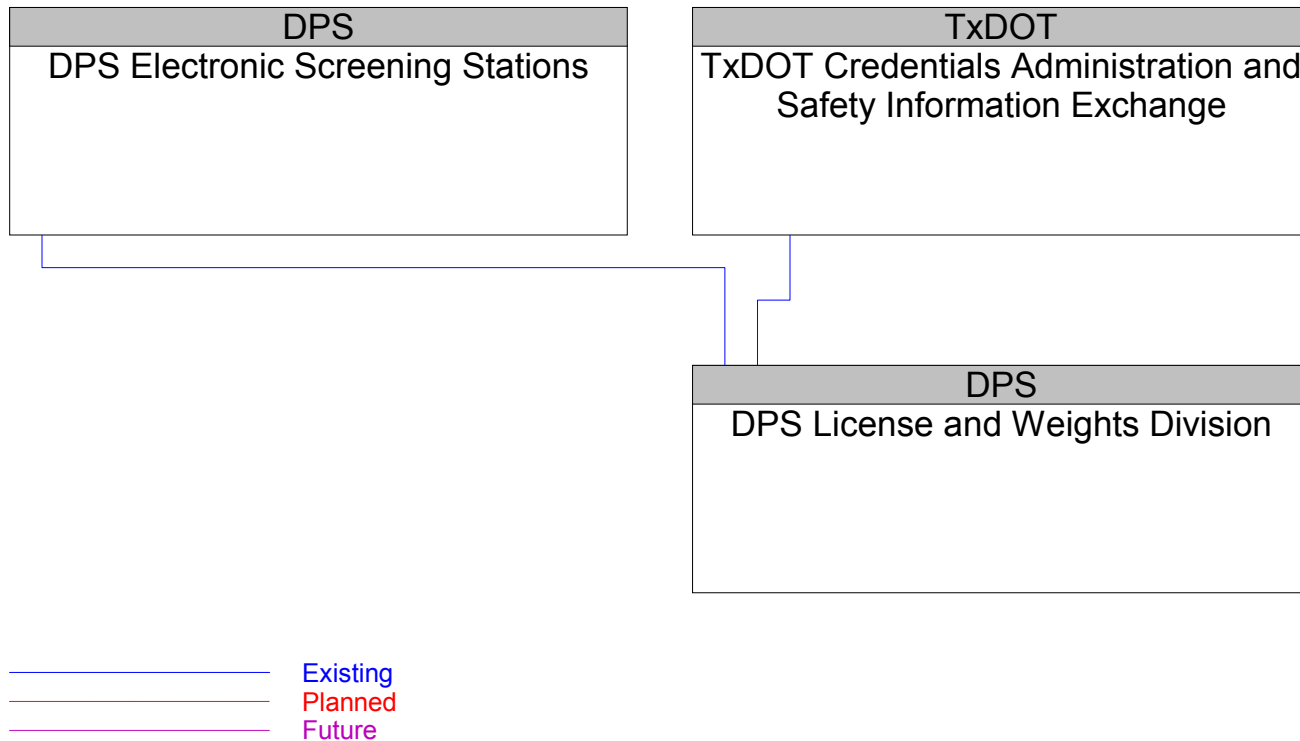 DPS
DPS Electronic Screening Stations
TxDOT
TxDOT Credentials Administration and
Safety Information Exchange
DPS
DPS License and Weights Division
Existing
Planned
Future